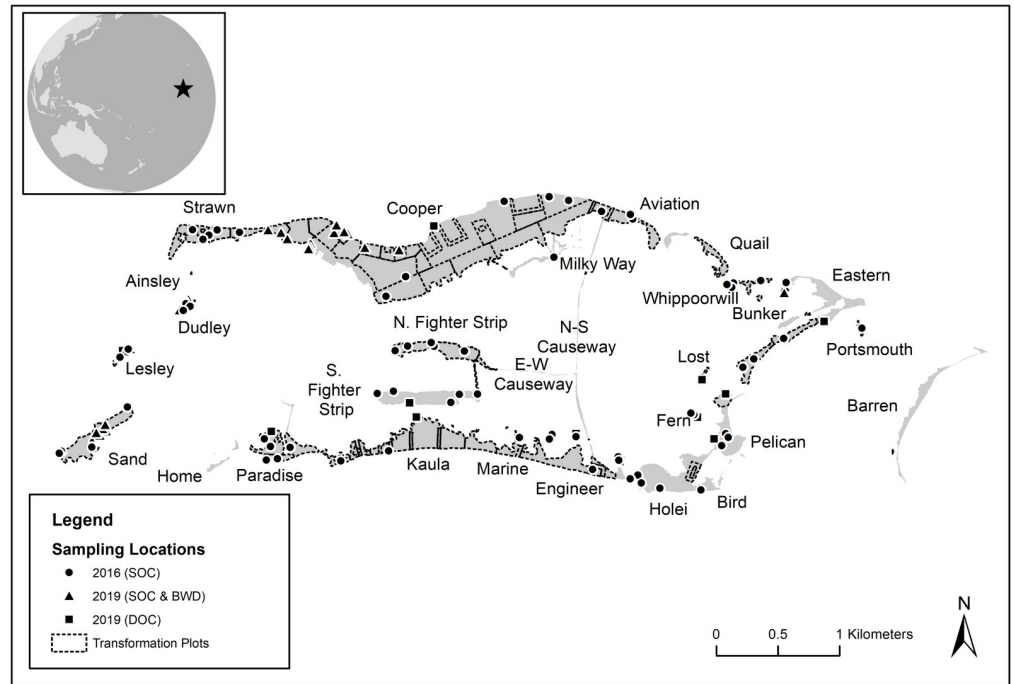 Strawn
Cooper
Aviation
Quail
Milky Way
Ainsley
Eastern
Whippoorwill
Bunker
Dudley
N. Fighter Strip
N-S
Causeway
Portsmouth
Lost
Lesley
E-W
Causeway
S.
Fighter
Strip
Barren
Fern
Pelican
Sand
Home
Paradise
Kaula
Marine
Engineer
Holei
Bird
Legend
Sampling Locations
2016 (SOC)
2019 (SOC & BWD)
2019 (DOC)
Transformation Plots
N
0 0.5 1 Kilometers